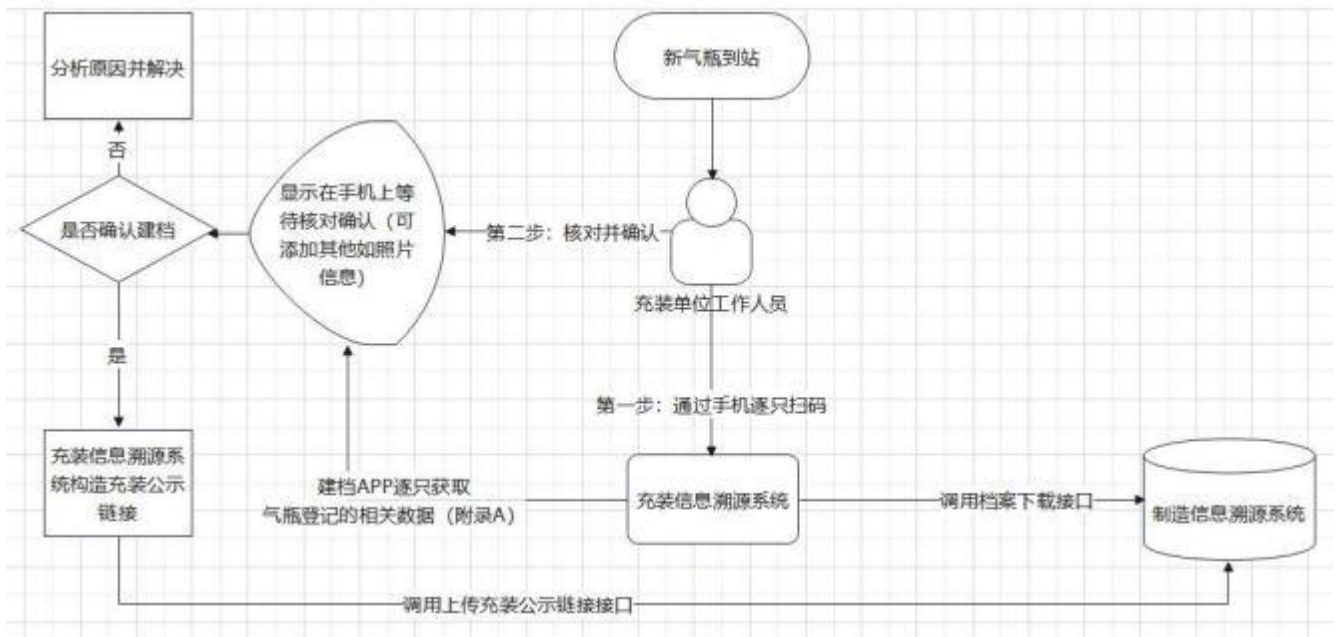 新气瓶到站
分析原因并解决
否
是否确认建档
显示在手机上等
待核对确认（可
添加其他如照片
信息）
第二步：核对并确认
充装单位工作人员
是
第一步：通过手机逐只扫码
充装信息溯源系
统构造充装公示
链接
建档APP逐只获取
气瓶登记的相关数据（附录A）
充装信息溯源系统
调用档案下载接口
制造信息溯源系统
调用上传充装公示链接接口